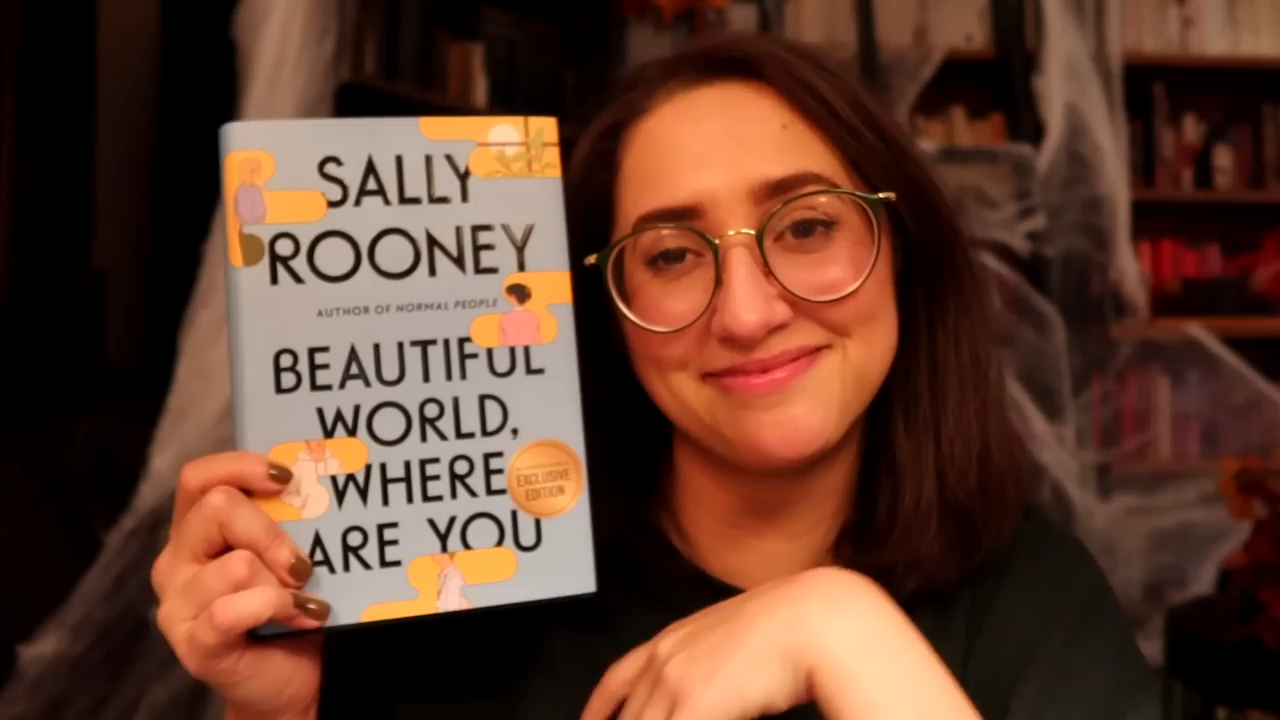 SALLY
ROONEY
AUTHOR OF NORMAL PEOPLE
BEAUTIFUL
WORLD,
WHERE
ARE YOU
EXCLUSIVE
EDITION